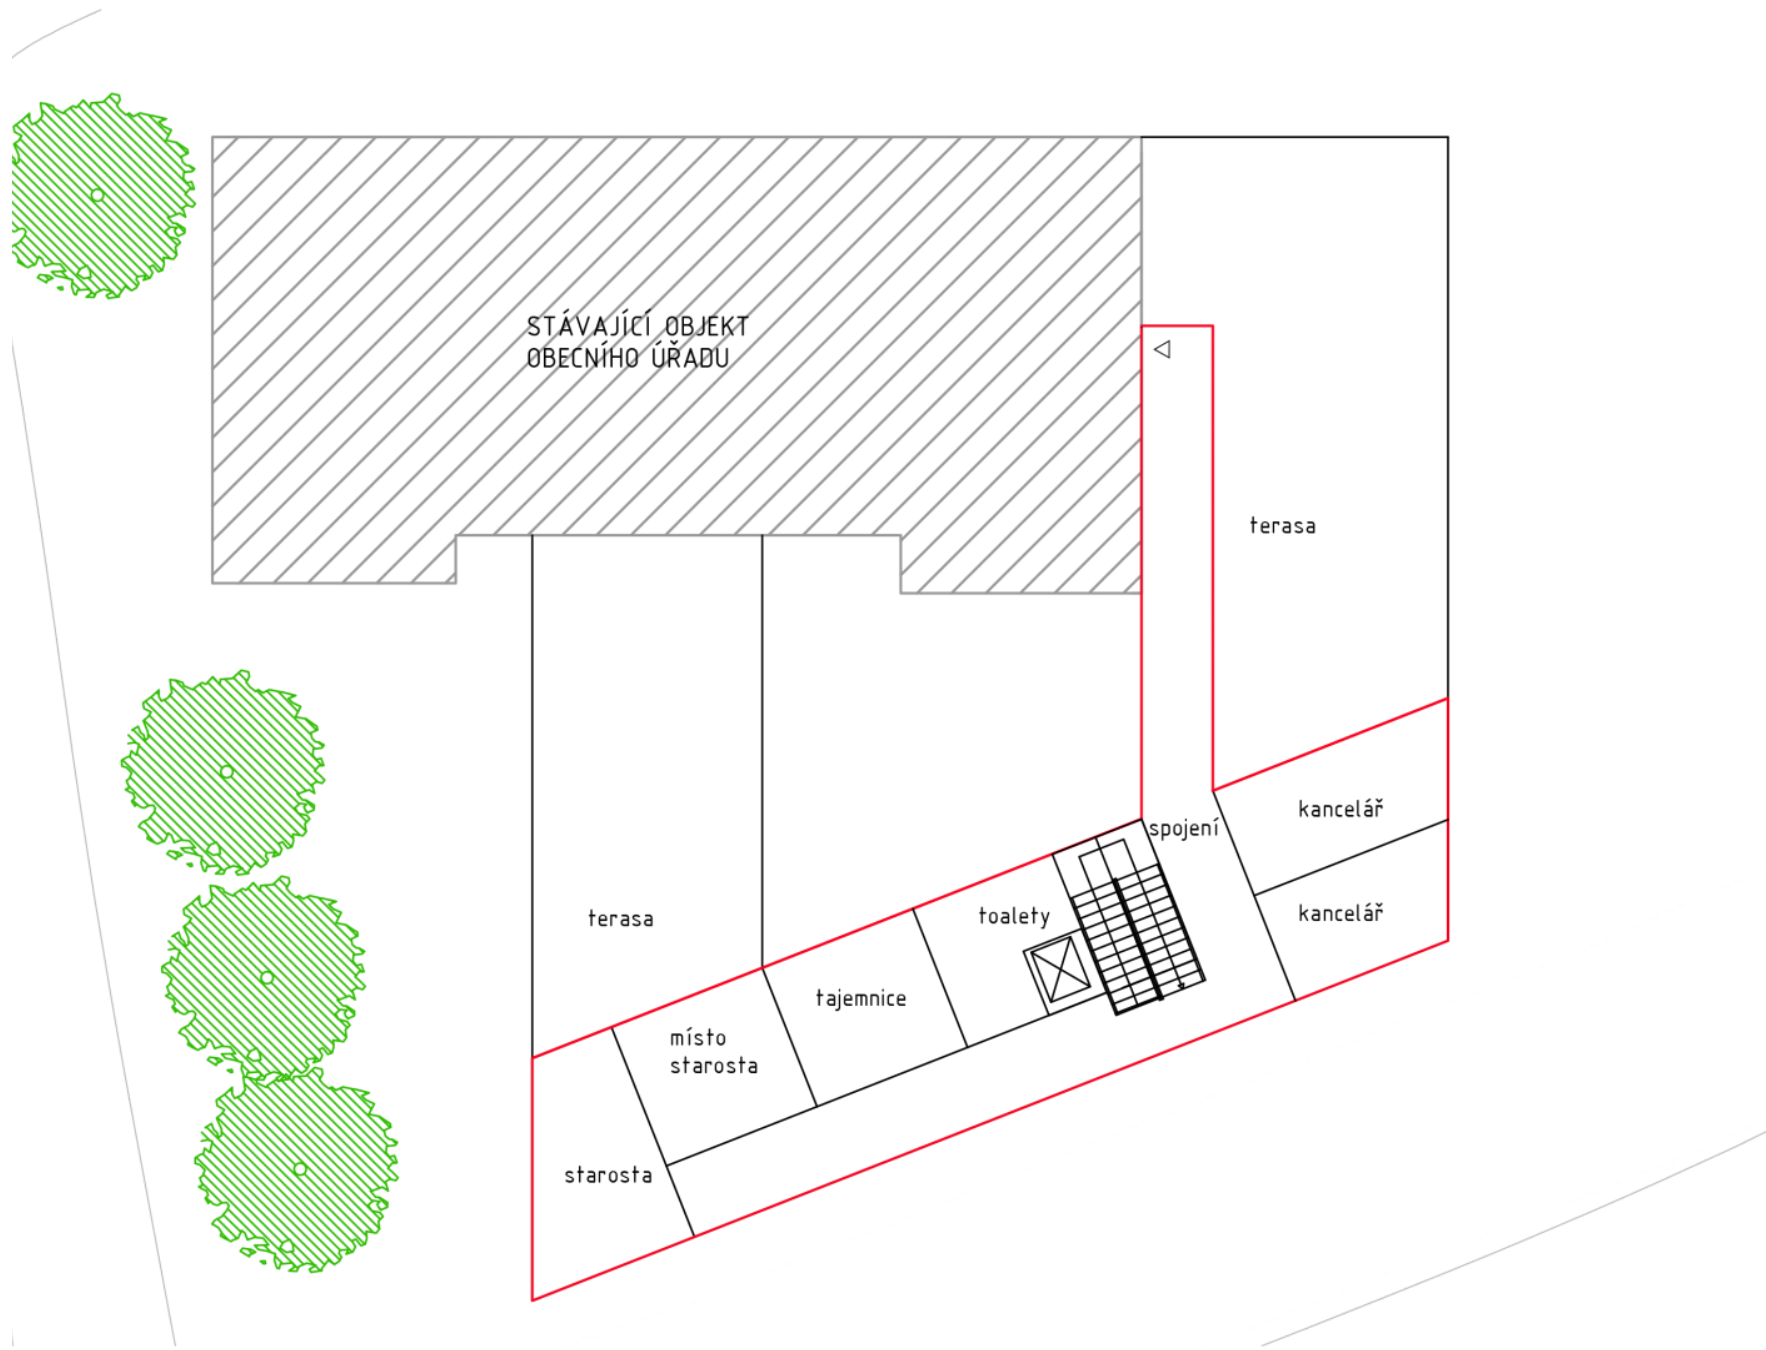 STÁVAJÍCÍ OBJEKT
OBECNÍHO ÚŘADU
terasa
kancelář
spojení
kancelář
toalety
terasa
tajemnice
místo
starosta
starosta